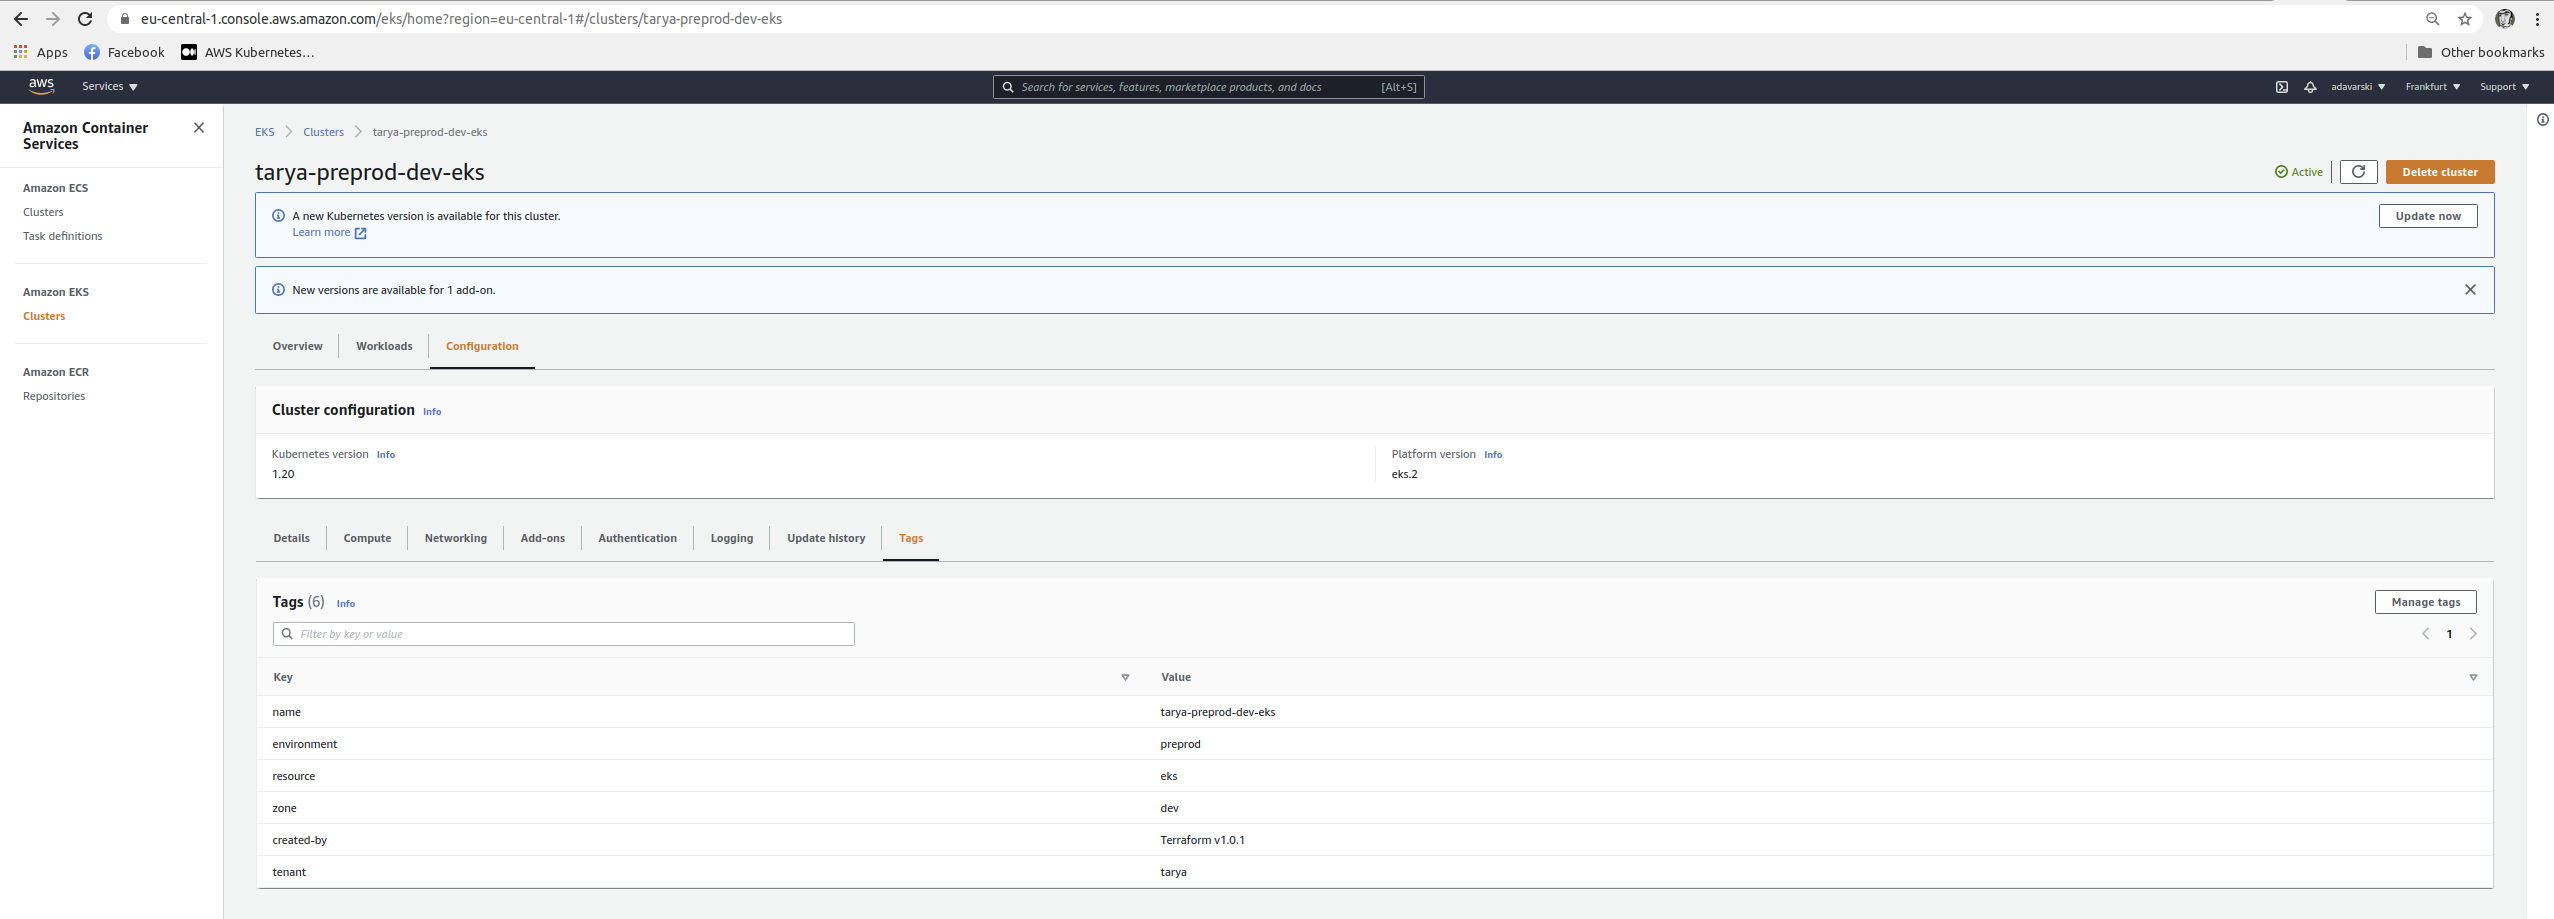 eu-central-1.console.aws.amazon.com/eks/home?region=eu-central-1#/clusters/tarya-preprod-dev-eks
Apps Facebook AWS Kubernetes… Other bookmarks
aws Services Search for services, features, marketplace products, and docs [Alt+S] adavarski Frankfurt Support
Amazon Container
Services
Amazon ECS
Clusters
Task definitions
Amazon EKS
Clusters
Amazon ECR
Repositories
EKS Clusters tarya-preprod-dev-eks
tarya-preprod-dev-eks Active Delete cluster
A new Kubernetes version is available for this cluster. Update now
Learn more
New versions are available for 1 add-on.
Overview Workloads Configuration
Cluster configuration Info
Kubernetes version Info Platform version Info
1.20 eks.2
Details Compute Networking Add-ons Authentication Logging Update history Tags
Tags (6) Info Manage tags
Filter by key or value 1
Key Value
name tarya-preprod-dev-eks
environment preprod
resource eks
zone dev
created-by Terraform v1.0.1
tenant tarya